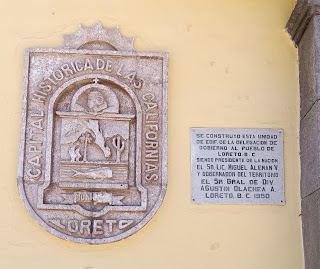 CAPITAL HISTORICA DE LAS CALIFORNIAS
LORETO
SE CONSTRUYO ESTA UNIDAD
DE EDIF. DE LA DELEGACION DE
GOBIERNO AL PUEBLO DE
LORETO B. C.
SIENDO PRESIDENTE DE LA NACION
EL SR. LIC. MIGUEL ALEMAN V.
Y GOBERNADOR DEL TERRITORIO
EL SR. GRAL. DE DIV.
AGUSTIN OLACHEA A.
LORETO, B. C. 1950